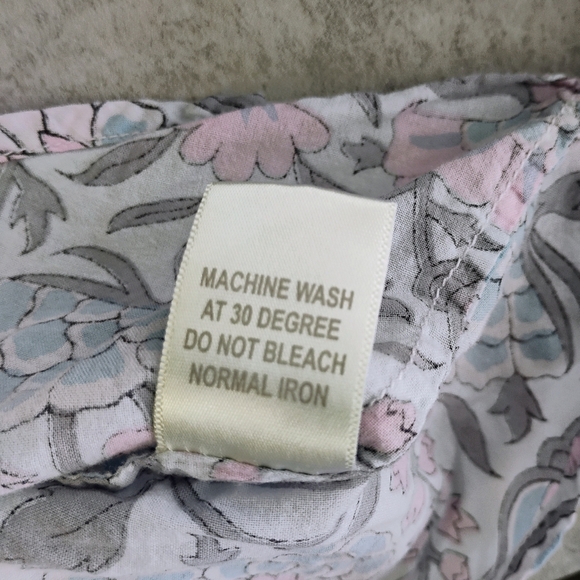 MACHINE WASH
AT 30 DEGREE
DO NOT BLEACH
NORMAL IRON